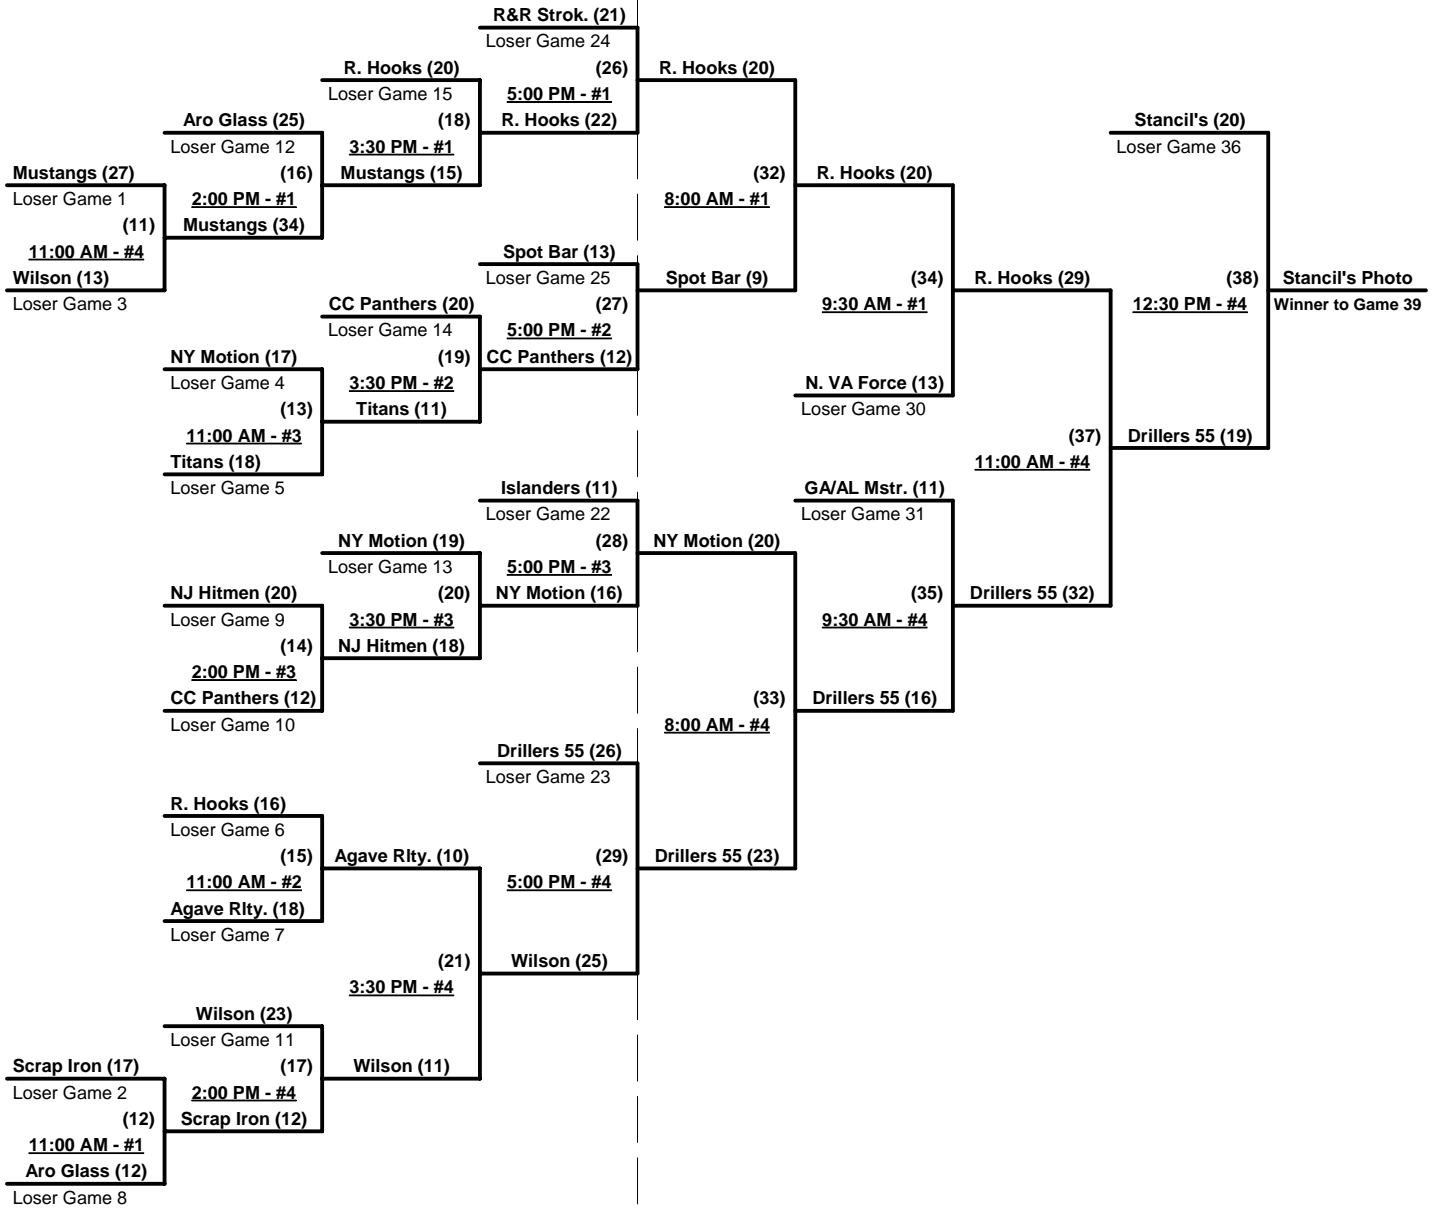 R&R Strok. (21)
Loser Game 24
R. Hooks (20)
(26)
R. Hooks (20)
Loser Game 15
5:00 PM - #1
Aro Glass (25)
(18)
R. Hooks (22)
Stancil's (20)
Loser Game 12
3:30 PM - #1
Loser Game 36
Mustangs (27)
(16)
Mustangs (15)
(32)
R. Hooks (20)
Loser Game 1
2:00 PM - #1
8:00 AM - #1
(11)
Mustangs (34)
11:00 AM - #4
Spot Bar (13)
Wilson (13)
Loser Game 25
Spot Bar (9)
(34)
R. Hooks (29)
(38)
Stancil's Photo
Loser Game 3
CC Panthers (20)
(27)
9:30 AM - #1
12:30 PM - #4
Winner to Game 39
Loser Game 14
5:00 PM - #2
NY Motion (17)
(19)
CC Panthers (12)
Loser Game 4
3:30 PM - #2
N. VA Force (13)
(13)
Titans (11)
Loser Game 30
11:00 AM - #3
(37)
Drillers 55 (19)
Titans (18)
11:00 AM - #4
Loser Game 5
Islanders (11)
GA/AL Mstr. (11)
Loser Game 22
Loser Game 31
NY Motion (19)
(28)
NY Motion (20)
Loser Game 13
5:00 PM - #3
NJ Hitmen (20)
(20)
NY Motion (16)
(35)
Drillers 55 (32)
Loser Game 9
3:30 PM - #3
9:30 AM - #4
(14)
NJ Hitmen (18)
2:00 PM - #3
CC Panthers (12)
(33)
Drillers 55 (16)
Loser Game 10
8:00 AM - #4
Drillers 55 (26)
Loser Game 23
R. Hooks (16)
Loser Game 6
(15)
Agave Rlty. (10)
(29)
Drillers 55 (23)
11:00 AM - #2
5:00 PM - #4
Agave Rlty. (18)
Loser Game 7
(21)
Wilson (25)
3:30 PM - #4
Wilson (23)
Loser Game 11
Scrap Iron (17)
(17)
Wilson (11)
Loser Game 2
2:00 PM - #4
(12)
Scrap Iron (12)
11:00 AM - #1
Aro Glass (12)
Loser Game 8